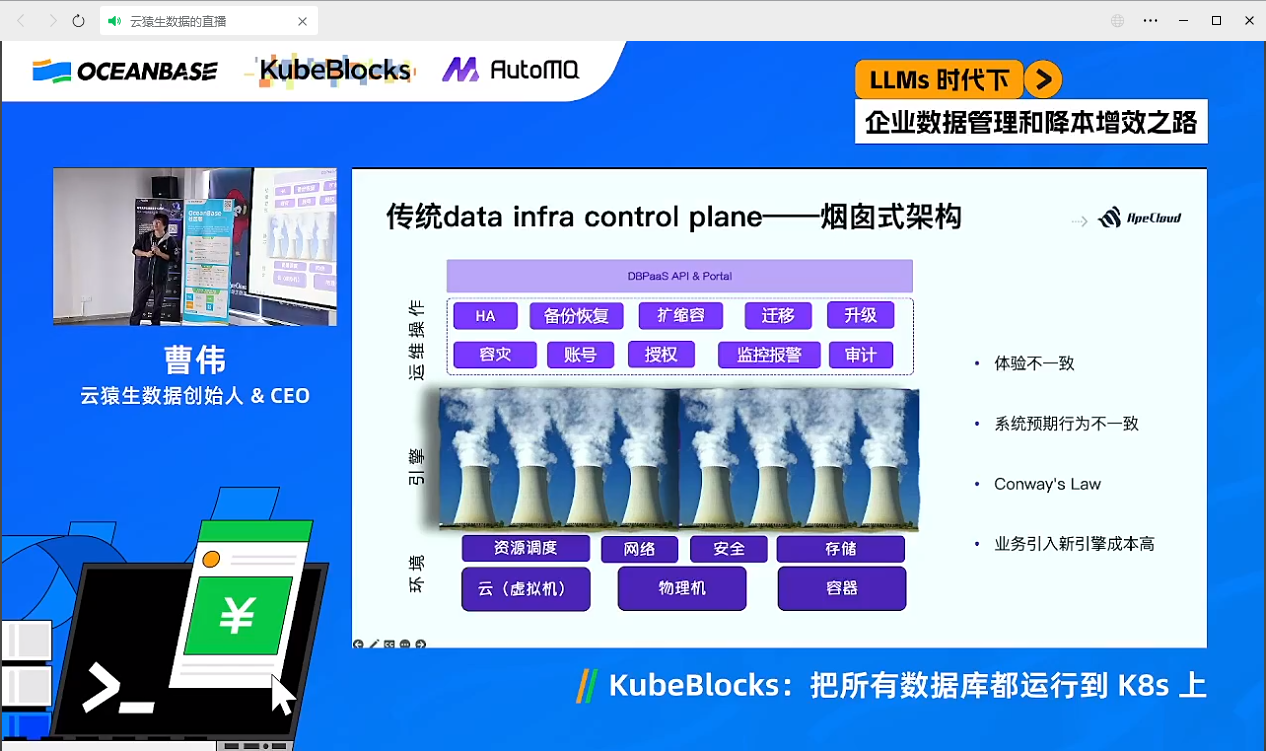 云猿生数据的直播
OCEANBASE
KubeBlocks
AutoMQ
LLMs 时代下
企业数据管理和降本增效之路
传统data infra control plane——烟囱式架构
ApeCloud
DBPaaS API & Portal
运维操作
HA
备份恢复
扩缩容
迁移
升级
容灾
账号
授权
监控报警
审计
引擎
环境
资源调度
网络
安全
存储
云（虚拟机）
物理机
容器
体验不一致
系统预期行为不一致
Conway's Law
业务引入新引擎成本高
OceanBase
曹伟
云猿生数据创始人 & CEO
¥
>_
KubeBlocks：把所有数据库都运行到 K8s 上